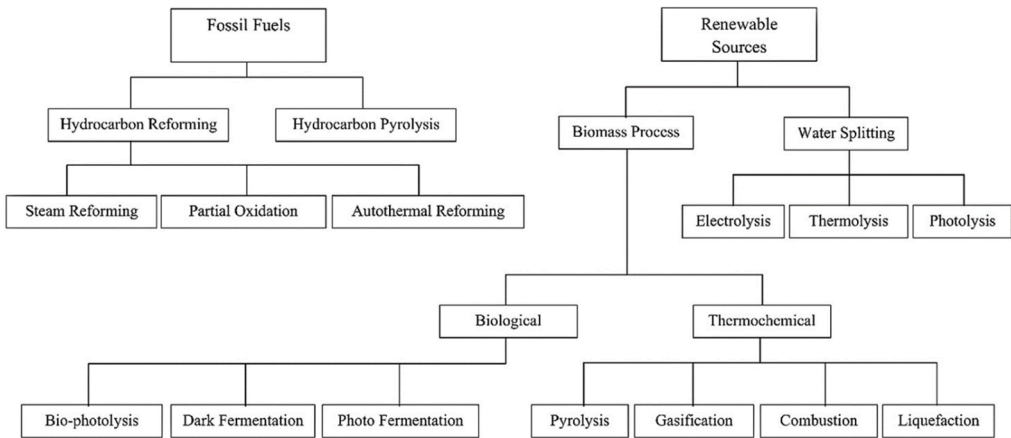 Fossil Fuels
Renewable
Sources
Hydrocarbon Reforming
Hydrocarbon Pyrolysis
Biomass Process
Water Splitting
Steam Reforming
Partial Oxidation
Autothermal Reforming
Electrolysis
Thermolysis
Photolysis
Biological
Thermochemical
Bio-photolysis
Dark Fermentation
Photo Fermentation
Pyrolysis
Gasification
Combustion
Liquefaction